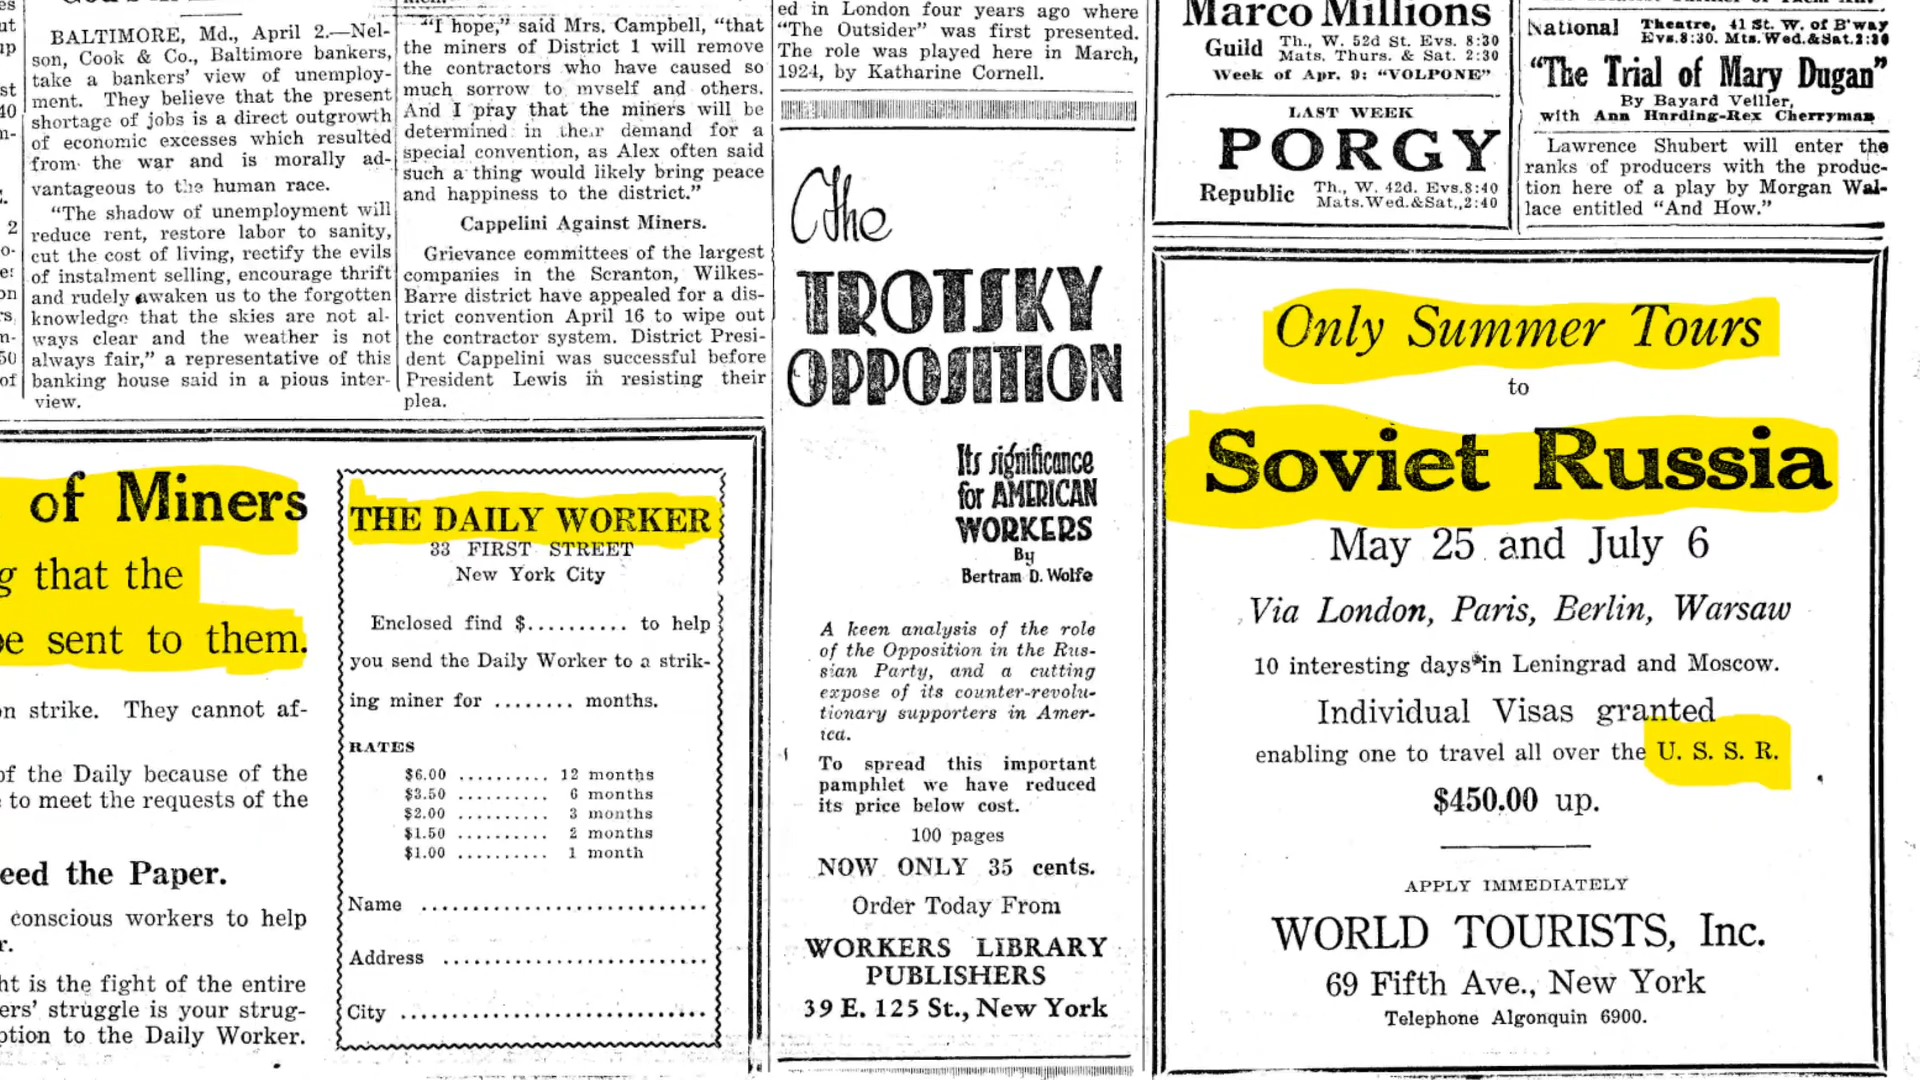 BALTIMORE, Md., April 2.—Nel-
son, Cook & Co., Baltimore bankers,
take a bankers' view of unemploy-
ment. They believe that the present
shortage of jobs is a direct outgrowth
of economic excesses which resulted
from the war and is morally ad-
vantageous to the human race.
"The shadow of unemployment will
reduce rent, restore labor to sanity,
cut the cost of living, rectify the evils
of instalment selling, encourage thrift
and rudely awaken us to the forgotten
knowledge that the skies are not al-
ways clear and the weather is not
always fair," a representative of this
banking house said in a pious inter-
view.
"I hope," said Mrs. Campbell, "that
the miners of District 1 will remove
the contractors who have caused so
much sorrow to myself and others.
And I pray that the miners will be
determined in their demand for a
special convention, as Alex often said
such a thing would likely bring peace
and happiness to the district."
Cappelini Against Miners.
Grievance committees of the largest
companies in the Scranton, Wilkes-
Barre district have appealed for a dis-
trict convention April 16 to wipe out
the contractor system. District Presi-
dent Cappelini was successful before
President Lewis in resisting their
plea.
of Miners
g that the
be sent to them.
on strike. They cannot af-
of the Daily because of the
to meet the requests of the
eed the Paper.
conscious workers to help
r.
ht is the fight of the entire
ers' struggle is your strug-
ption to the Daily Worker.
THE DAILY WORKER
33 FIRST STREET
New York City
Enclosed find $.......... to help
you send the Daily Worker to a strik-
ing miner for ........ months.
RATES
$6.00 .......... 12 months
$3.50 .......... 6 months
$2.00 .......... 3 months
$1.50 .......... 2 months
$1.00 .......... 1 month
Name ..............................
Address ...........................
City ................................
ed in London four years ago where
"The Outsider" was first presented.
The role was played here in March,
1924, by Katharine Cornell.
The
TROTSKY
OPPOSITION
Its significance
for AMERICAN
WORKERS
By
Bertram D. Wolfe
A keen analysis of the role
of the Opposition in the Rus-
sian Party, and a cutting
expose of its counter-revolu-
tionary supporters in Amer-
ica.
To spread this important
pamphlet we have reduced
its price below cost.
100 pages
NOW ONLY 35 cents.
Order Today From
WORKERS LIBRARY
PUBLISHERS
39 E. 125 St., New York
Marco Millions
Guild Th., W. 52d St. Evs. 8:30
Mats. Thurs. & Sat. 2:30
Week of Apr. 9: "VOLPONE"
LAST WEEK
PORGY
Republic Th., W. 42d. Evs.8:40
Mats.Wed.&Sat.,2:40
National Theatre, 41 St. W. of B'way
Evs.8:30. Mts.Wed.&Sat.2:30
"The Trial of Mary Dugan"
By Bayard Veiller,
with Ann Harding-Rex Cherryman
Lawrence Shubert will enter the
ranks of producers with the produc-
tion here of a play by Morgan Wal-
lace entitled "And How."
Only Summer Tours
to
Soviet Russia
May 25 and July 6
Via London, Paris, Berlin, Warsaw
10 interesting days in Leningrad and Moscow.
Individual Visas granted
enabling one to travel all over the U. S. S. R.
$450.00 up.
APPLY IMMEDIATELY
WORLD TOURISTS, Inc.
69 Fifth Ave., New York
Telephone Algonquin 6900.